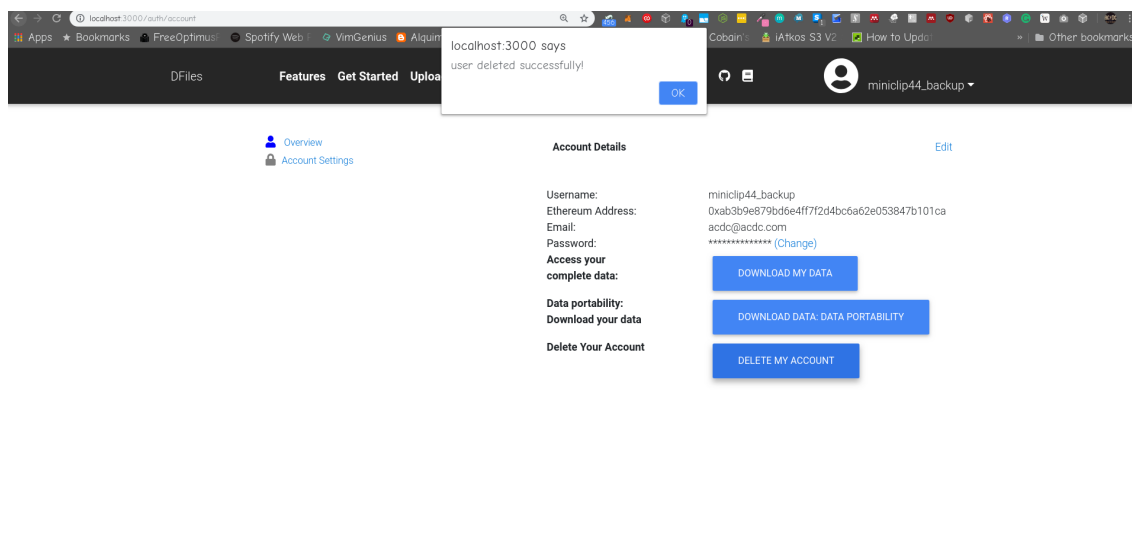 localhost:3000/auth/account
Apps Bookmarks FreeOptimusP Spotify Web P VimGenius Alquim Cobain's iAtkos S3 V2 How to Updat » Other bookmarks
localhost:3000 says
user deleted successfully!
OK
DFiles Features Get Started Uploa miniclip44_backup
Overview
Account Settings
Account Details Edit
Username: miniclip44_backup
Ethereum Address: 0xab3b9e879bd6e4ff7f2d4bc6a62e053847b101ca
Email: acdc@acdc.com
Password: ************** (Change)
Access your
complete data: DOWNLOAD MY DATA
Data portability:
Download your data DOWNLOAD DATA: DATA PORTABILITY
Delete Your Account DELETE MY ACCOUNT